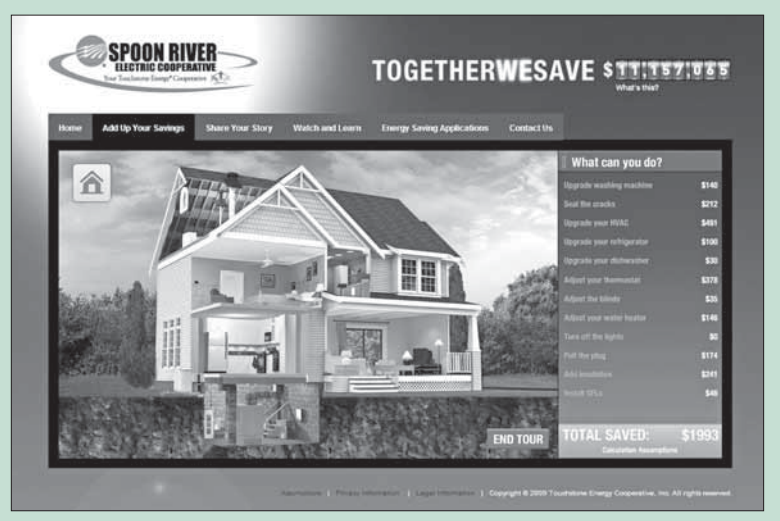 SPOON RIVER
ELECTRIC COOPERATIVE
Your Touchstone Energy® Cooperative
TOGETHERWESAVE $ 11,157,065
What's this?
Home Add Up Your Savings Share Your Story Watch and Learn Energy Saving Applications Contact Us
What can you do?
Upgrade washing machine $140
Seal the cracks $212
Upgrade your HVAC $491
Upgrade your refrigerator $100
Upgrade your dishwasher $30
Adjust your thermostat $378
Adjust the blinds $35
Adjust your water heater $146
Turn off the lights $0
Pull the plug $174
Add insulation $241
Install CFLs
END TOUR
TOTAL SAVED: $1993
Calculation Assumptions
Assumptions | Privacy Information | Legal Information | Copyright © 2009 Touchstone Energy Cooperative, Inc. All rights reserved.